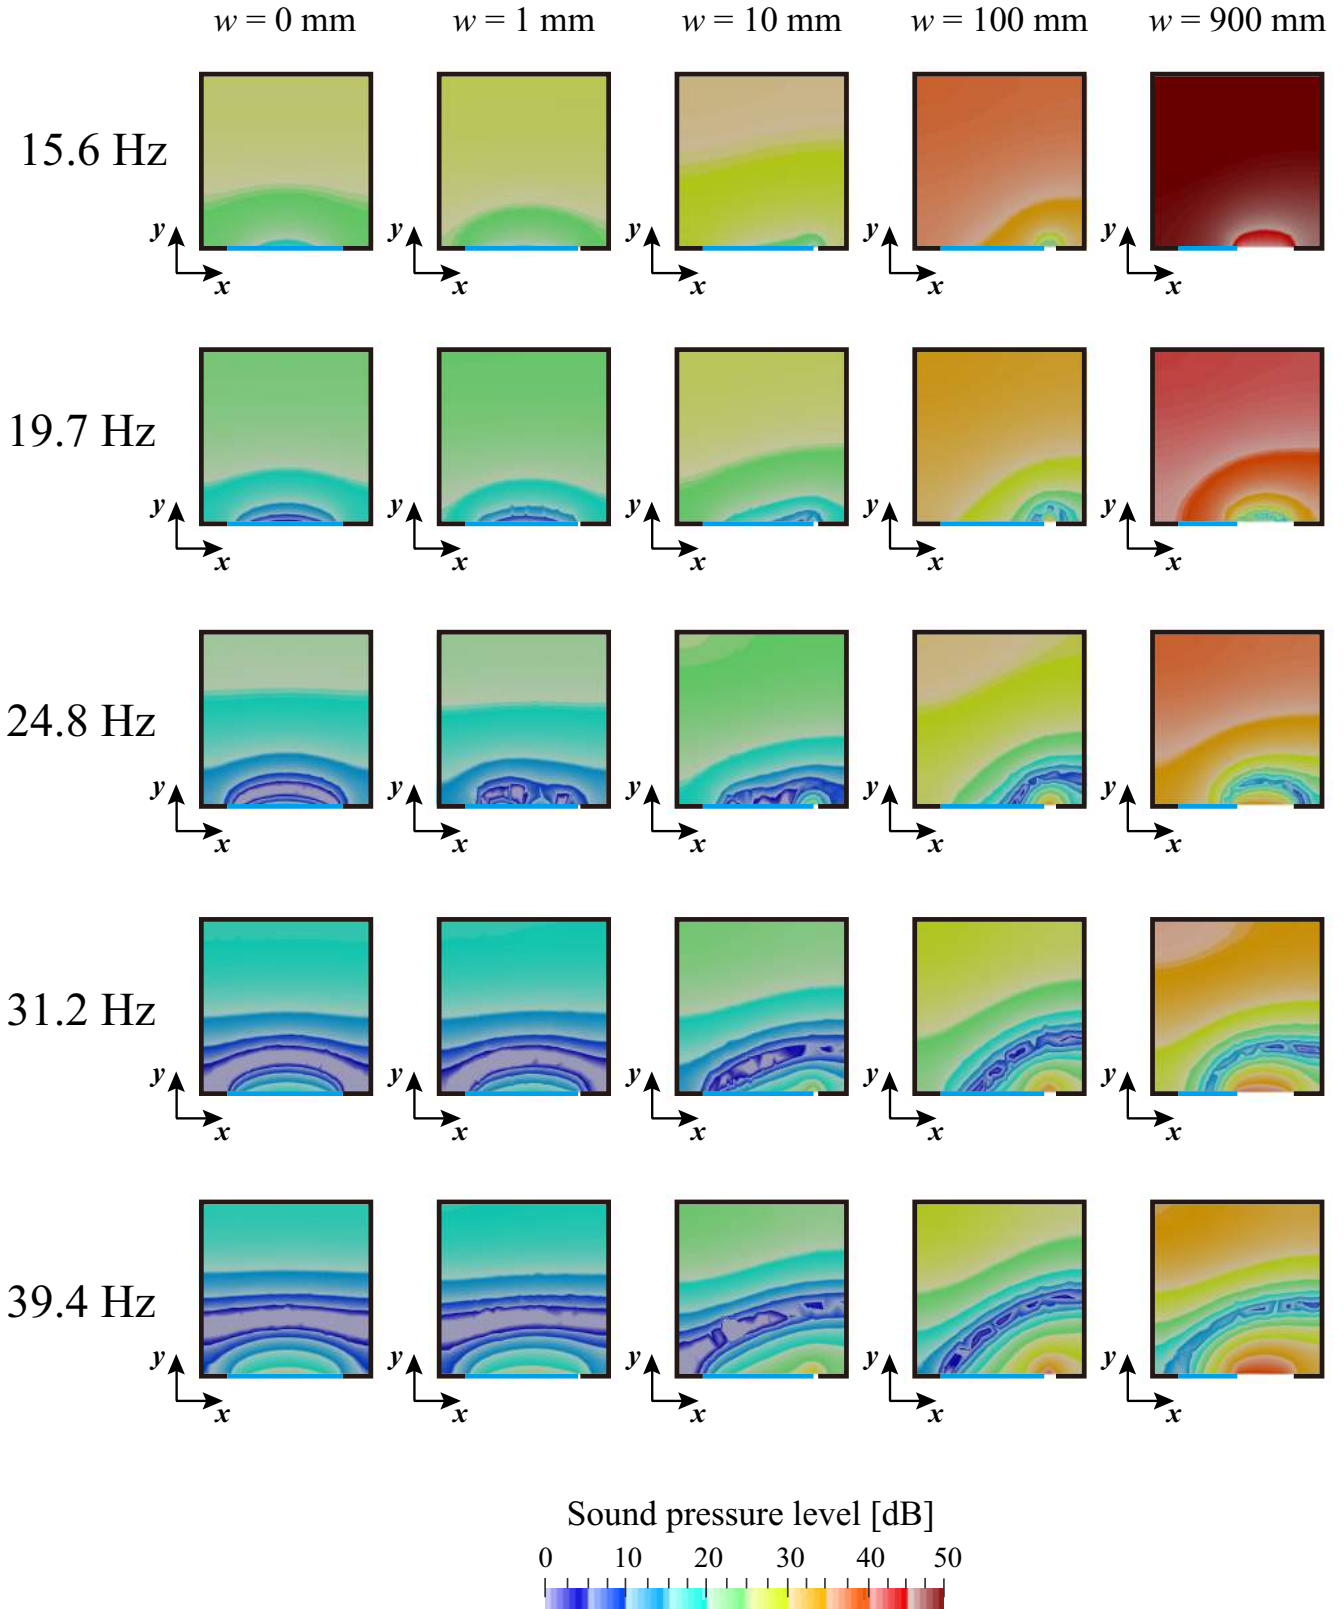 w = 0 mm w = 1 mm w = 10 mm w = 100 mm w = 900 mm
15.6 Hz
y y y y y
x x x x x
19.7 Hz
y y y y y
x x x x x
24.8 Hz
y y y y y
x x x x x
31.2 Hz
y y y y y
x x x x x
39.4 Hz
y y y y y
x x x x x
Sound pressure level [dB]
0 10 20 30 40 50